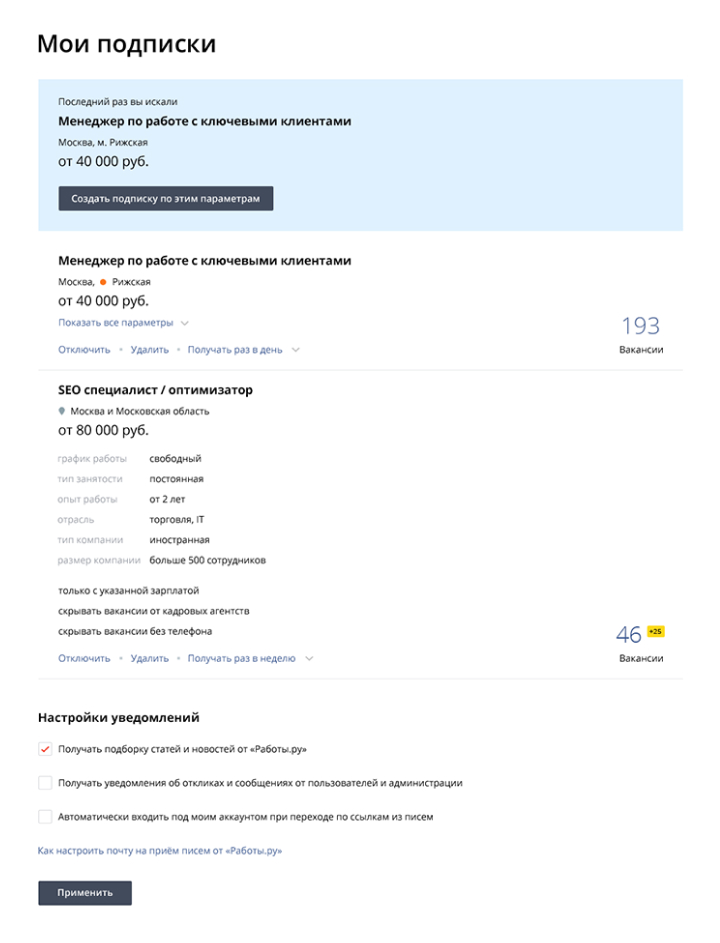 Мои подписки
Последний раз вы искали
Менеджер по работе с ключевыми клиентами
Москва, м. Рижская
от 40 000 руб.
Создать подписку по этим параметрам
Менеджер по работе с ключевыми клиентами
Москва, Рижская
от 40 000 руб.
Показать все параметры
193
Отключить • Удалить • Получать раз в день
Вакансии
SEO специалист / оптимизатор
Москва и Московская область
от 80 000 руб.
график работы свободный
тип занятости постоянная
опыт работы от 2 лет
отрасль торговля, IT
тип компании иностранная
размер компании больше 500 сотрудников
только с указанной зарплатой
скрывать вакансии от кадровых агентств
скрывать вакансии без телефона
46 +25
Отключить • Удалить • Получать раз в неделю
Вакансии
Настройки уведомлений
Получать подборку статей и новостей от «Работы.ру»
Получать уведомления об откликах и сообщениях от пользователей и администрации
Автоматически входить под моим аккаунтом при переходе по ссылкам из писем
Как настроить почту на приём писем от «Работы.ру»
Применить